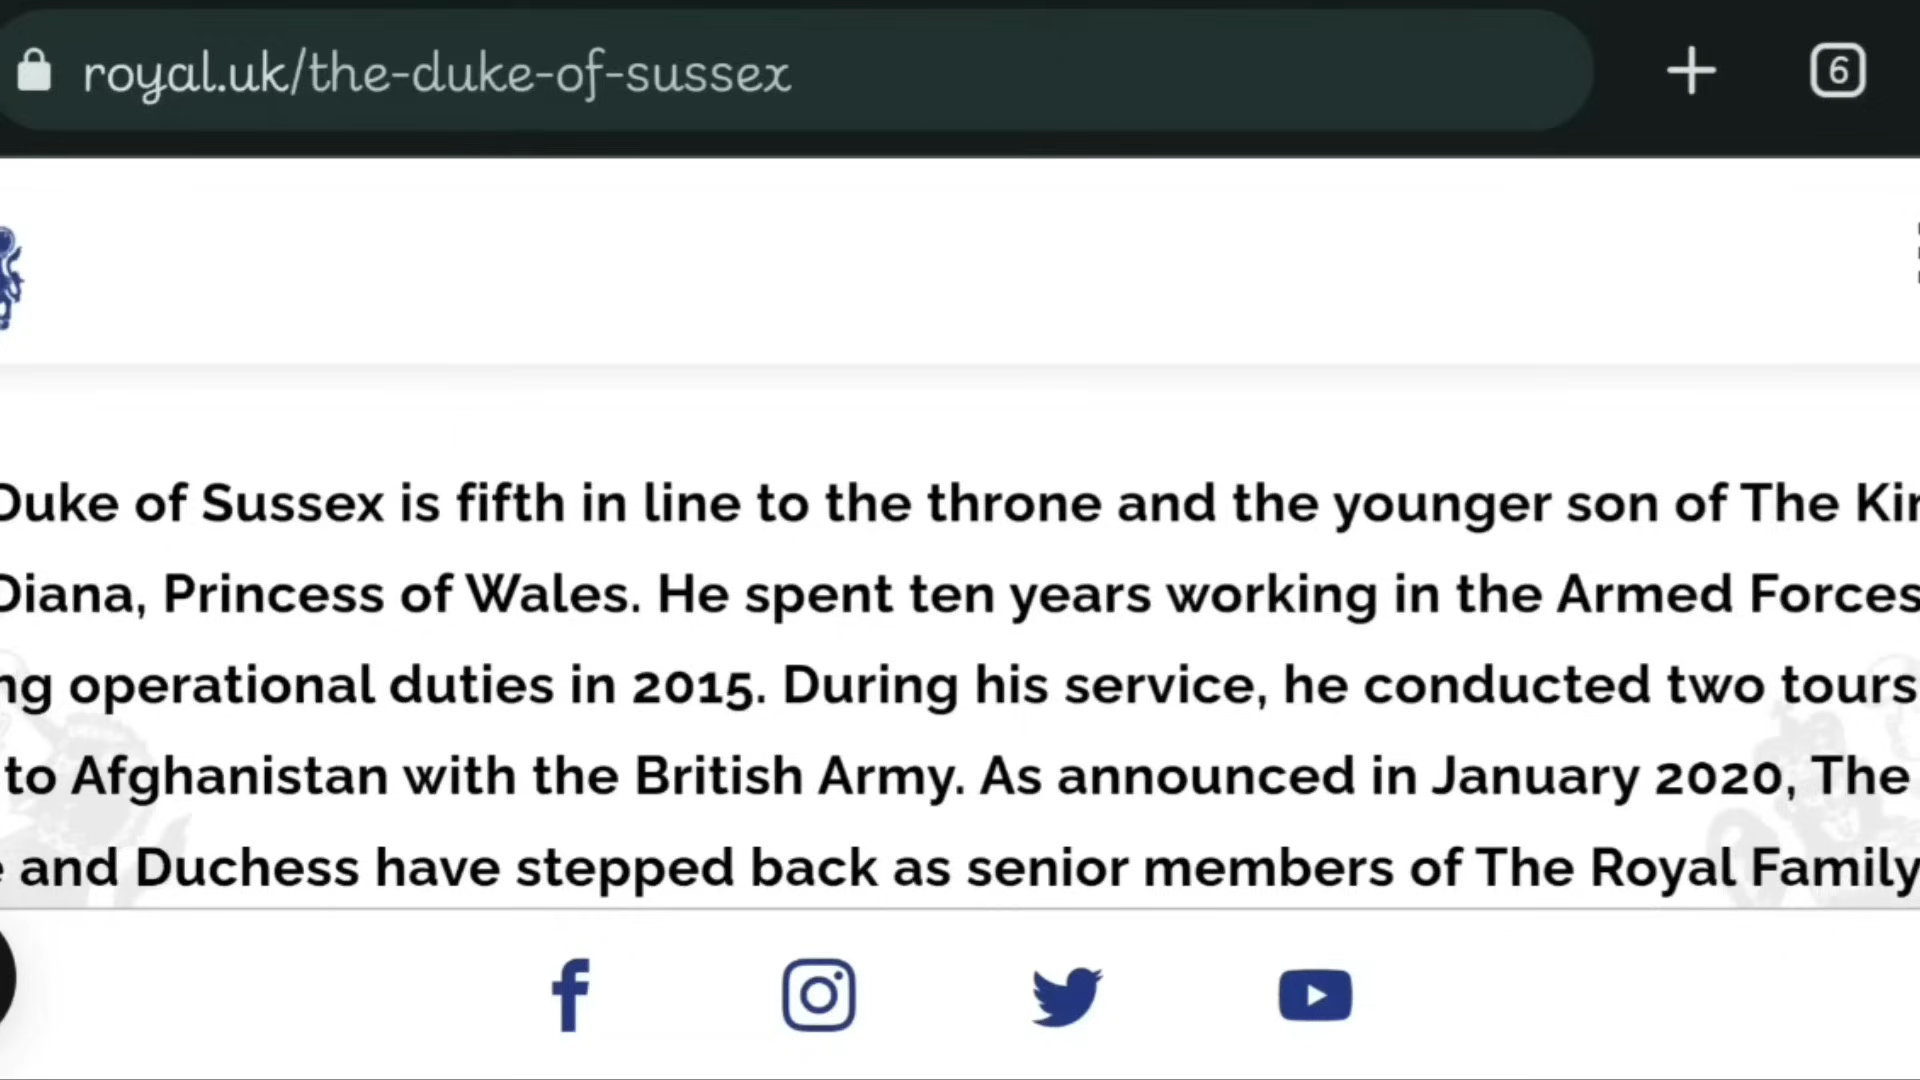 royal.uk/the-duke-of-sussex
6
Duke of Sussex is fifth in line to the throne and the younger son of The
Diana, Princess of Wales. He spent ten years working in the Armed Forces
operational duties in 2015. During his service, he conducted two tours
to Afghanistan with the British Army. As announced in January 2020, The
and Duchess have stepped back as senior members of The Royal Family